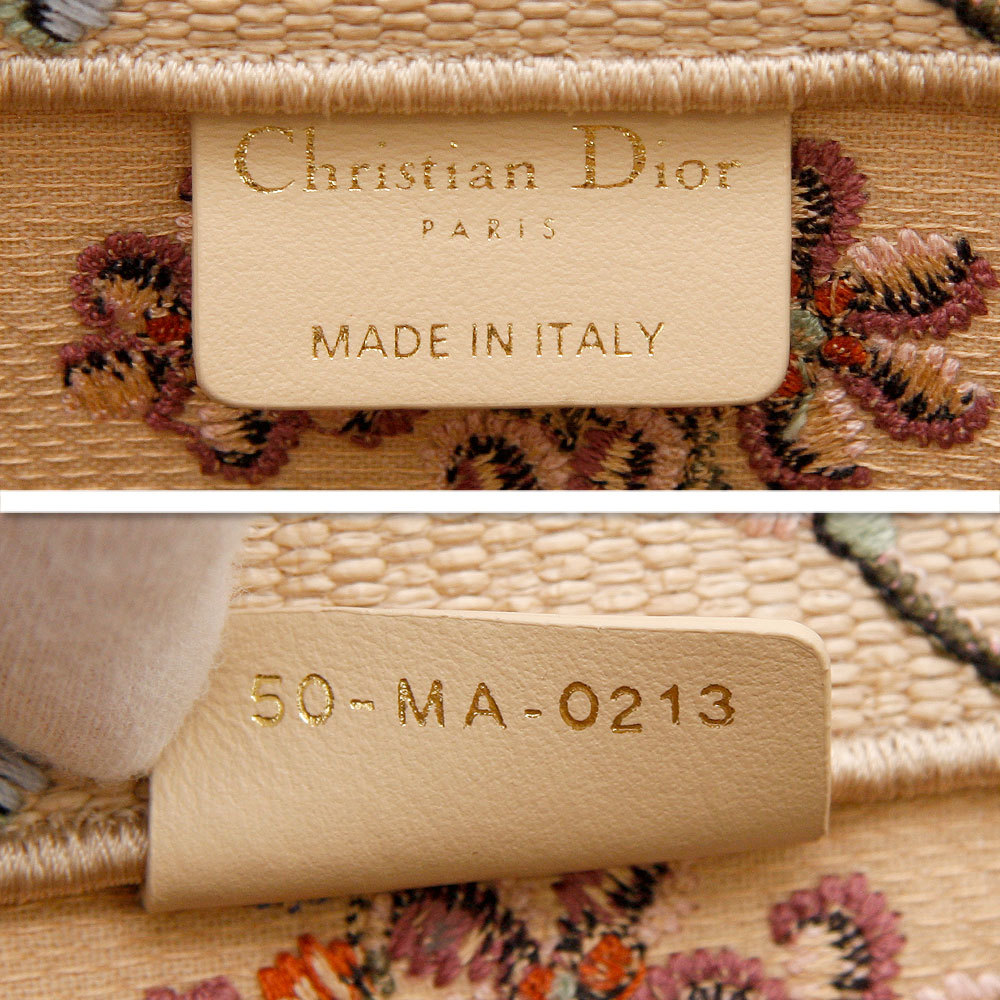 Christian Dior
PARIS
MADE IN ITALY
50-MA-0213